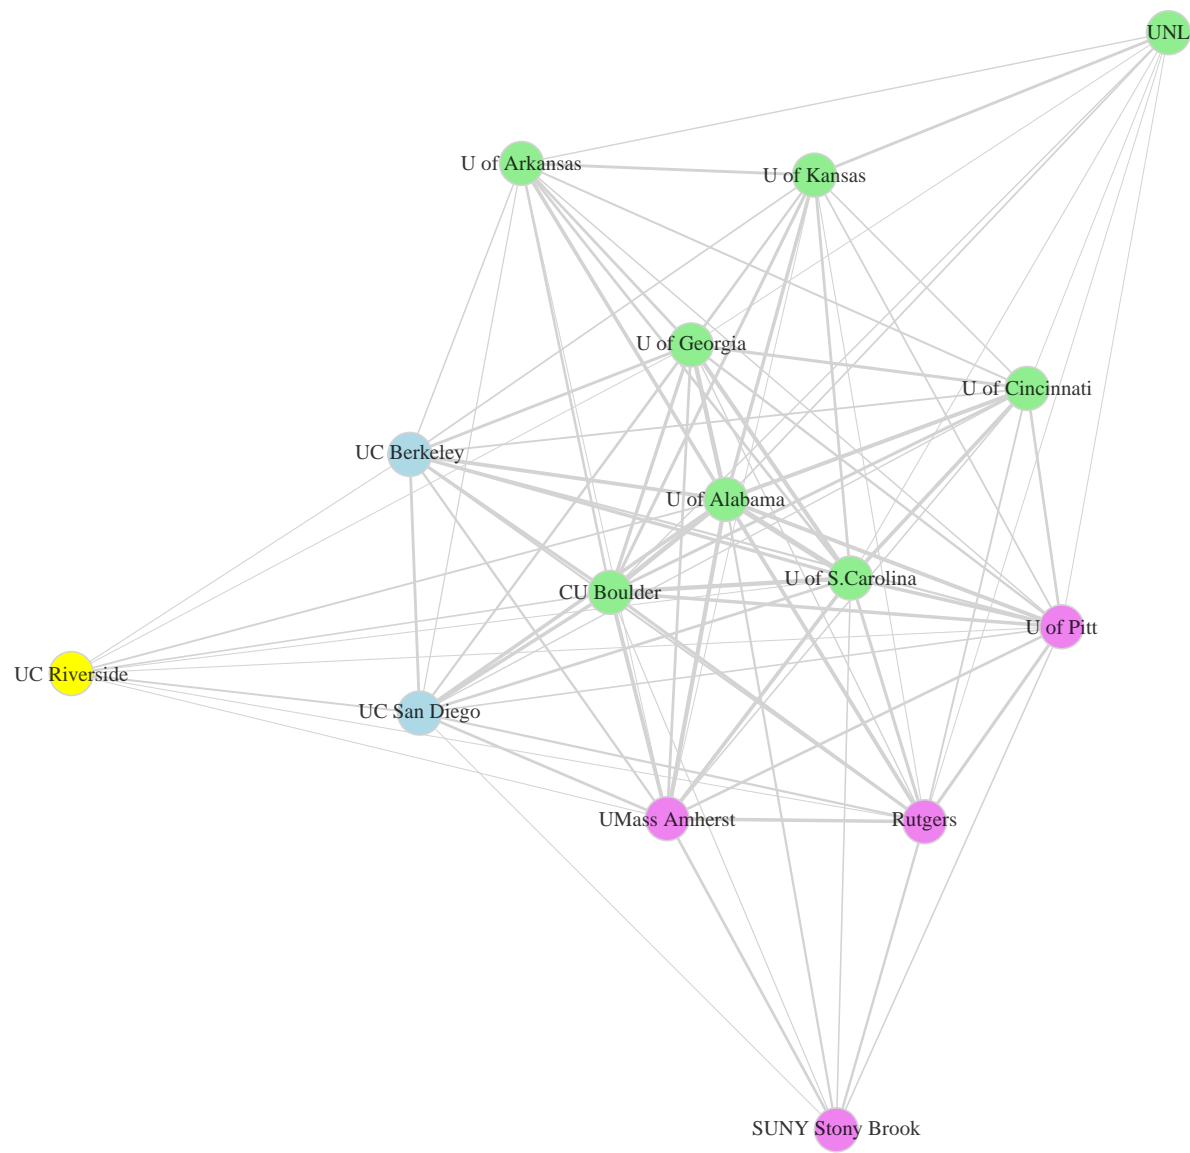 UNL
U of Arkansas
U of Kansas
U of Georgia
U of Cincinnati
UC Berkeley
U of Alabama
U of S.Carolina
CU Boulder
U of Pitt
UC Riverside
UC San Diego
UMass Amherst
Rutgers
SUNY Stony Brook